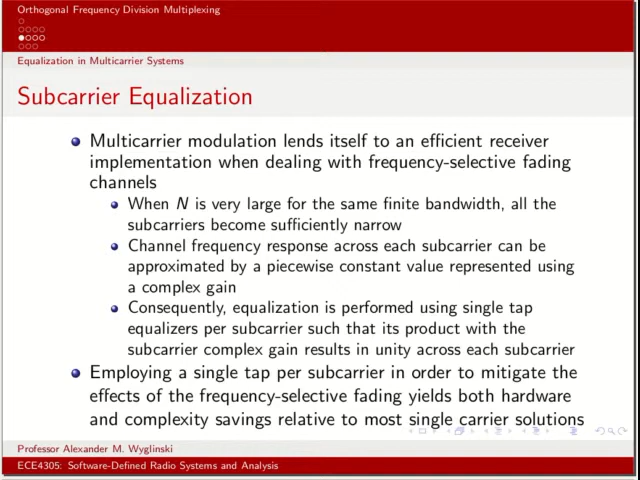 Orthogonal Frequency Division Multiplexing
Equalization in Multicarrier Systems
Subcarrier Equalization
Multicarrier modulation lends itself to an efficient receiver
implementation when dealing with frequency-selective fading
channels
When N is very large for the same finite bandwidth, all the
subcarriers become sufficiently narrow
Channel frequency response across each subcarrier can be
approximated by a piecewise constant value represented using
a complex gain
Consequently, equalization is performed using single tap
equalizers per subcarrier such that its product with the
subcarrier complex gain results in unity across each subcarrier
Employing a single tap per subcarrier in order to mitigate the
effects of the frequency-selective fading yields both hardware
and complexity savings relative to most single carrier solutions
Professor Alexander M. Wyglinski
ECE4305: Software-Defined Radio Systems and Analysis